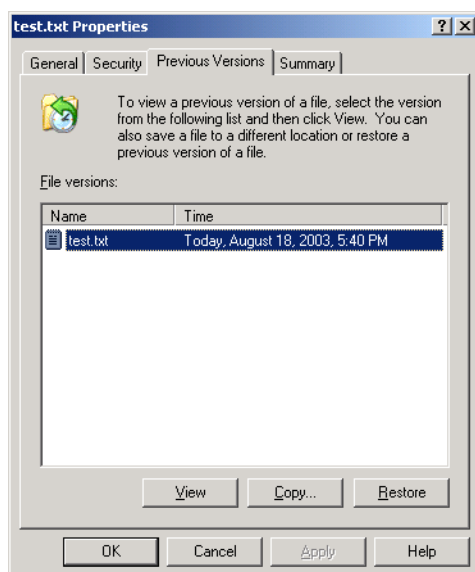 test.txt Properties
? X
General Security Previous Versions Summary
To view a previous version of a file, select the version
from the following list and then click View. You can
also save a file to a different location or restore a
previous version of a file.
File versions:
Name Time
test.txt Today, August 18, 2003, 5:40 PM
View Copy... Restore
OK Cancel Apply Help